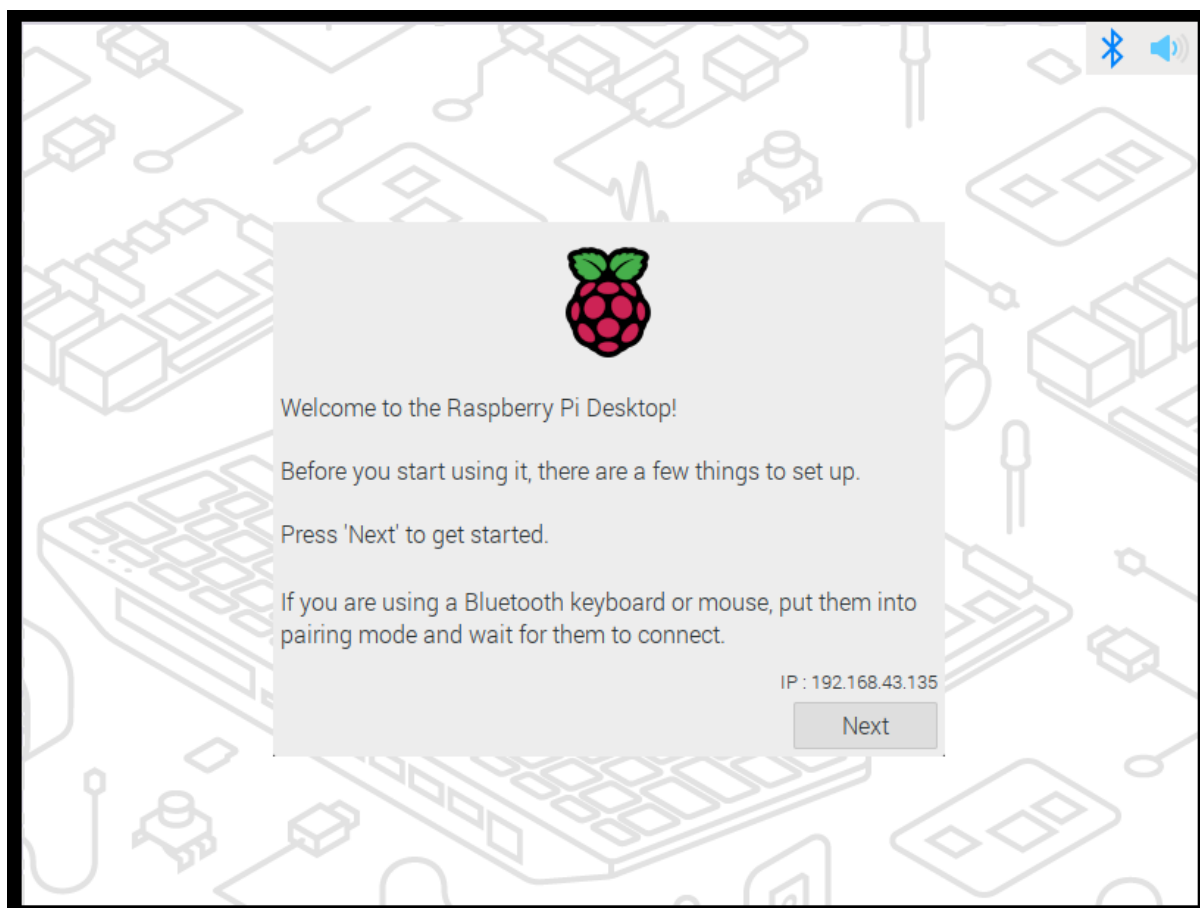 Welcome to the Raspberry Pi Desktop!
Before you start using it, there are a few things to set up.
Press 'Next' to get started.
If you are using a Bluetooth keyboard or mouse, put them into
pairing mode and wait for them to connect.
IP : 192.168.43.135
Next